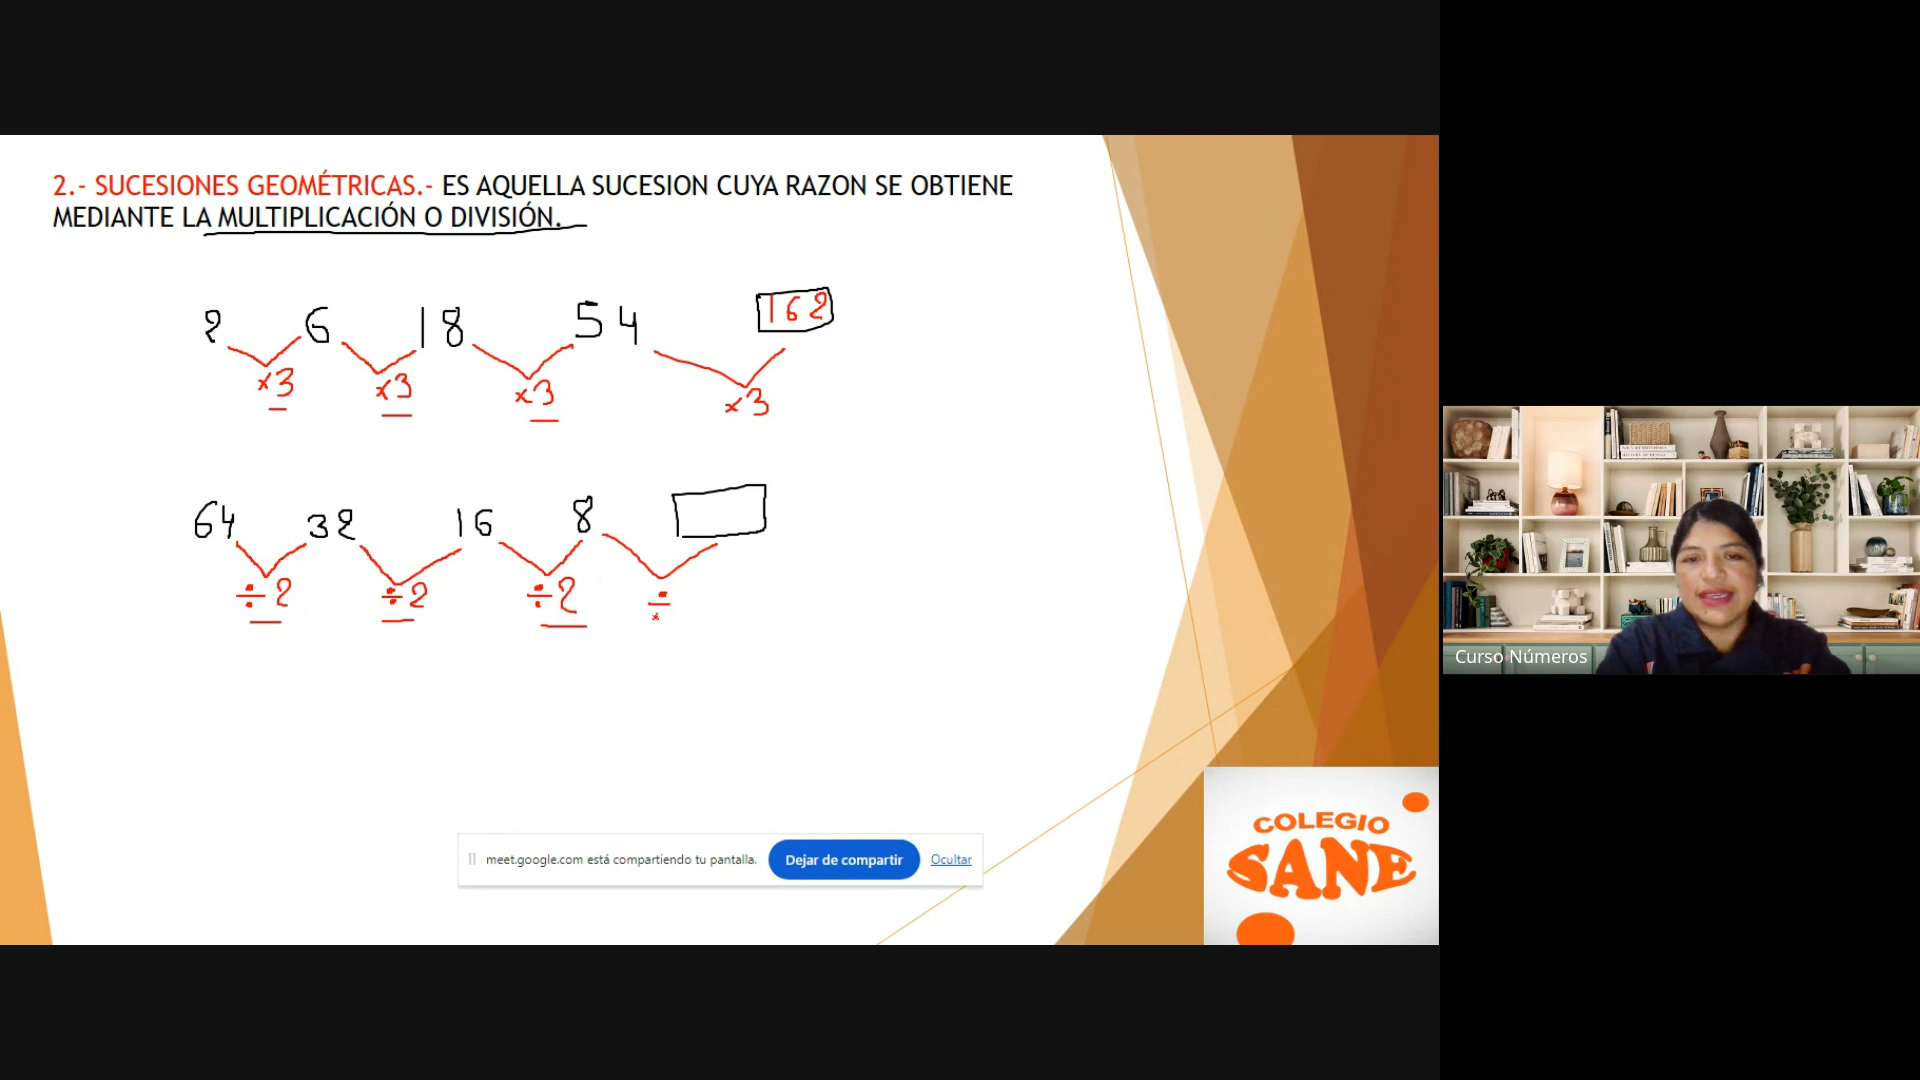 2.- SUCESIONES GEOMÉTRICAS.- ES AQUELLA SUCESION CUYA RAZON SE OBTIENE
MEDIANTE LA MULTIPLICACIÓN O DIVISIÓN.
2 6 18 54 162
×3 ×3 ×3 ×3
64 32 16 8
÷2 ÷2 ÷2 ÷
meet.google.com está compartiendo tu pantalla. Dejar de compartir Ocultar
COLEGIO
SANE
Curso Números